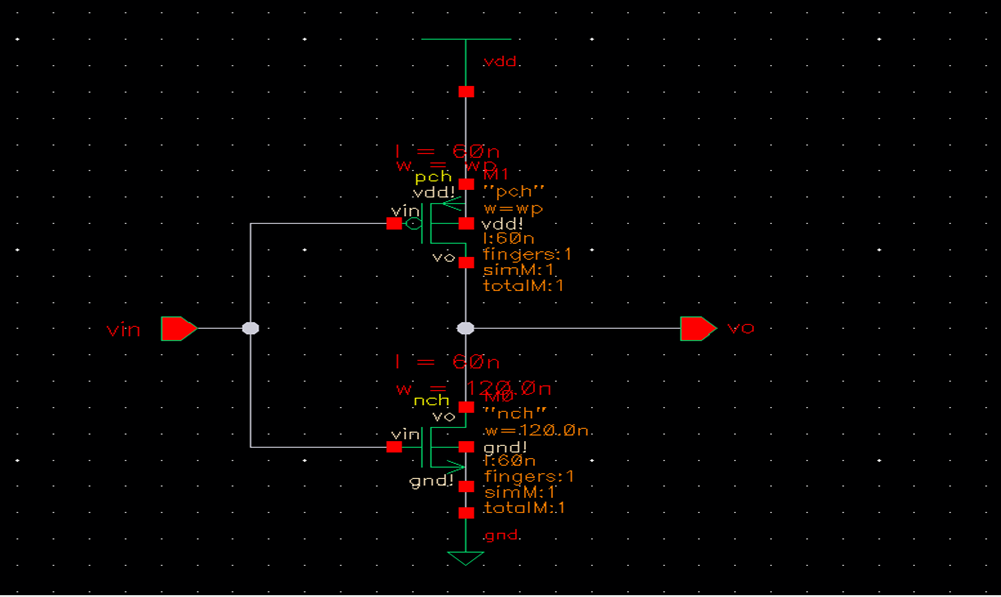 vdd
l = 60n
w = wp
M1
pch
"pch"
vdd!
w=wp
vin
vdd!
l:60n
fingers:1
vo
simM:1
totalM:1
vin
vo
l = 60n
w = 120.0n
M0
nch
"nch"
vo
w=120.0n
vin
gnd!
l:60n
fingers:1
gnd!
simM:1
totalM:1
gnd